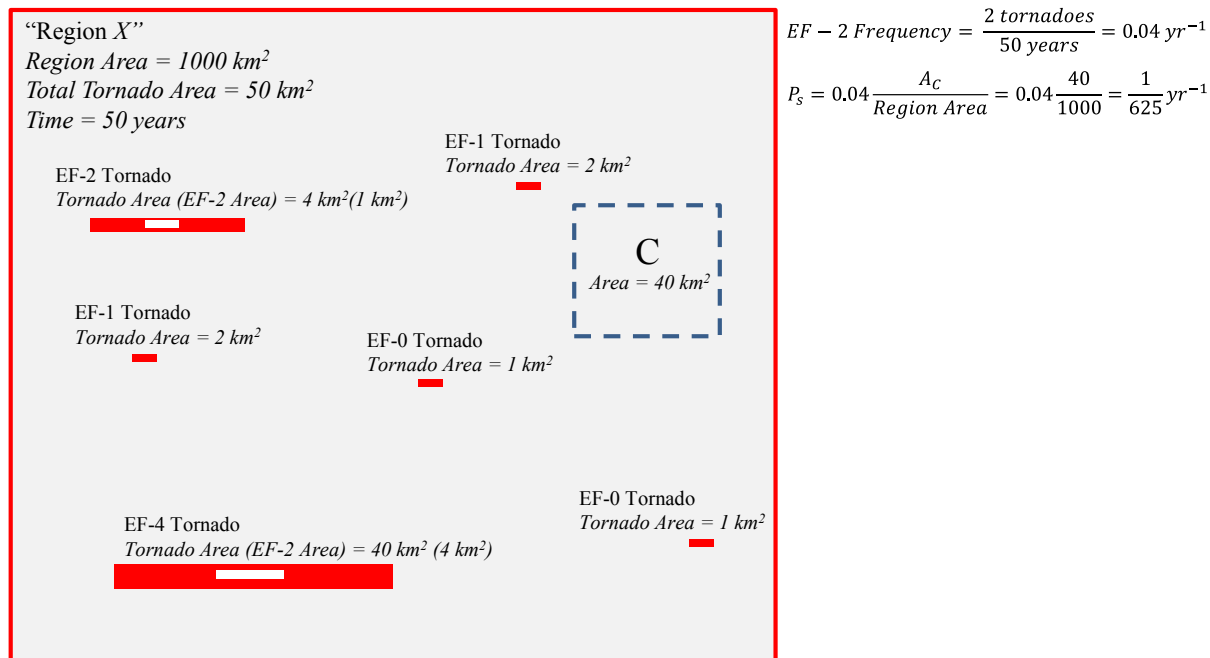 “Region X”
Region Area = 1000 km²
Total Tornado Area = 50 km²
Time = 50 years
EF-1 Tornado
Tornado Area = 2 km²
EF-2 Tornado
Tornado Area (EF-2 Area) = 4 km²(1 km²)
C
Area = 40 km²
EF-1 Tornado
Tornado Area = 2 km²
EF-0 Tornado
Tornado Area = 1 km²
EF-0 Tornado
Tornado Area = 1 km²
EF-4 Tornado
Tornado Area (EF-2 Area) = 40 km² (4 km²)
EF − 2 Frequency = 2 tornadoes / 50 years = 0.04 yr⁻¹
Pₛ = 0.04 A_C / Region Area = 0.04 40 / 1000 = 1 / 625 yr⁻¹